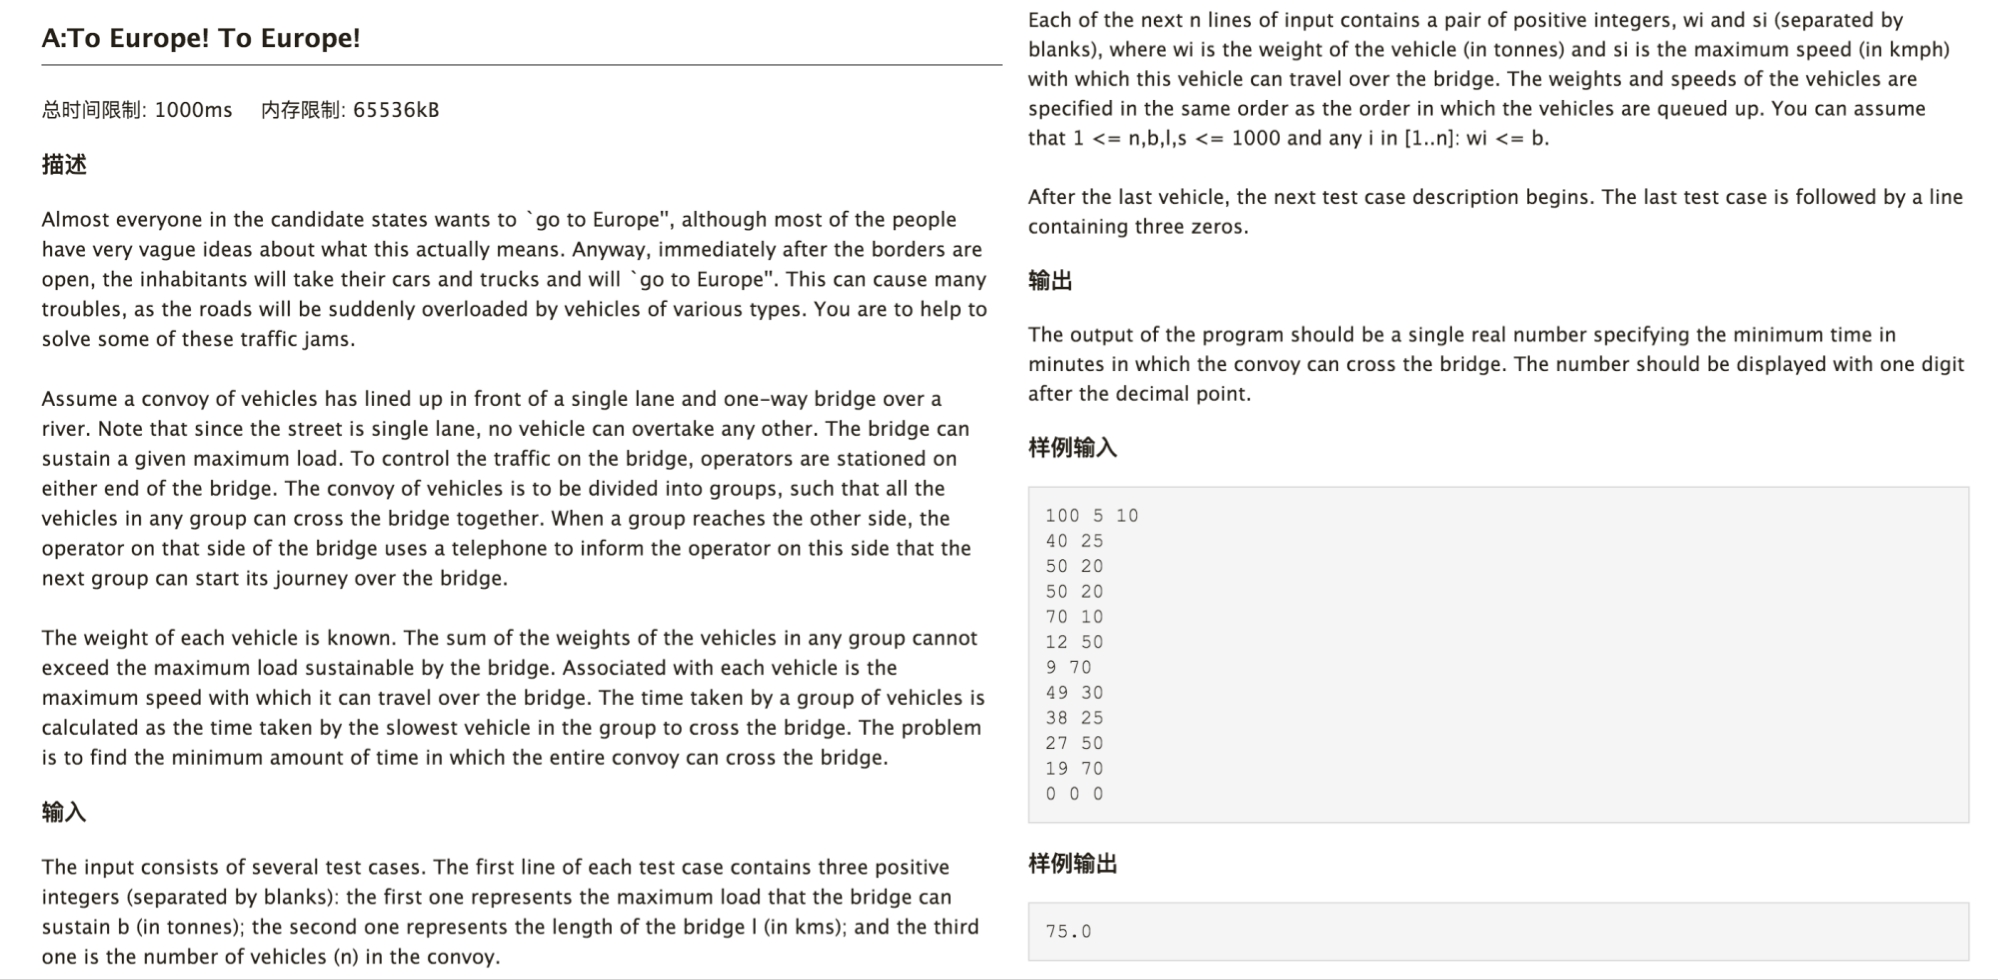 A:To Europe! To Europe!
总时间限制: 1000ms 内存限制: 65536kB
描述
Almost everyone in the candidate states wants to `go to Europe", although most of the people
have very vague ideas about what this actually means. Anyway, immediately after the borders are
open, the inhabitants will take their cars and trucks and will `go to Europe". This can cause many
troubles, as the roads will be suddenly overloaded by vehicles of various types. You are to help to
solve some of these traffic jams.
Assume a convoy of vehicles has lined up in front of a single lane and one-way bridge over a
river. Note that since the street is single lane, no vehicle can overtake any other. The bridge can
sustain a given maximum load. To control the traffic on the bridge, operators are stationed on
either end of the bridge. The convoy of vehicles is to be divided into groups, such that all the
vehicles in any group can cross the bridge together. When a group reaches the other side, the
operator on that side of the bridge uses a telephone to inform the operator on this side that the
next group can start its journey over the bridge.
The weight of each vehicle is known. The sum of the weights of the vehicles in any group cannot
exceed the maximum load sustainable by the bridge. Associated with each vehicle is the
maximum speed with which it can travel over the bridge. The time taken by a group of vehicles is
calculated as the time taken by the slowest vehicle in the group to cross the bridge. The problem
is to find the minimum amount of time in which the entire convoy can cross the bridge.
输入
The input consists of several test cases. The first line of each test case contains three positive
integers (separated by blanks): the first one represents the maximum load that the bridge can
sustain b (in tonnes); the second one represents the length of the bridge l (in kms); and the third
one is the number of vehicles (n) in the convoy.
Each of the next n lines of input contains a pair of positive integers, wi and si (separated by
blanks), where wi is the weight of the vehicle (in tonnes) and si is the maximum speed (in kmph)
with which this vehicle can travel over the bridge. The weights and speeds of the vehicles are
specified in the same order as the order in which the vehicles are queued up. You can assume
that 1 <= n,b,l,s <= 1000 and any i in [1..n]: wi <= b.
After the last vehicle, the next test case description begins. The last test case is followed by a line
containing three zeros.
输出
The output of the program should be a single real number specifying the minimum time in
minutes in which the convoy can cross the bridge. The number should be displayed with one digit
after the decimal point.
样例输入
100 5 10
40 25
50 20
50 20
70 10
12 50
9 70
49 30
38 25
27 50
19 70
0 0 0
样例输出
75.0